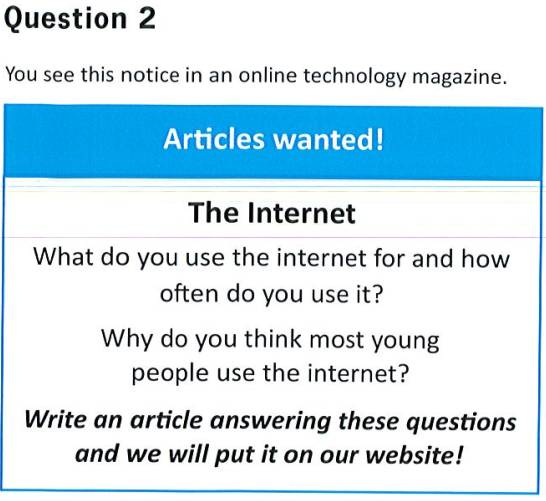 Question 2
You see this notice in an online technology magazine.
Articles wanted!
The Internet
What do you use the internet for and how
often do you use it?
Why do you think most young
people use the internet?
Write an article answering these questions
and we will put it on our website!